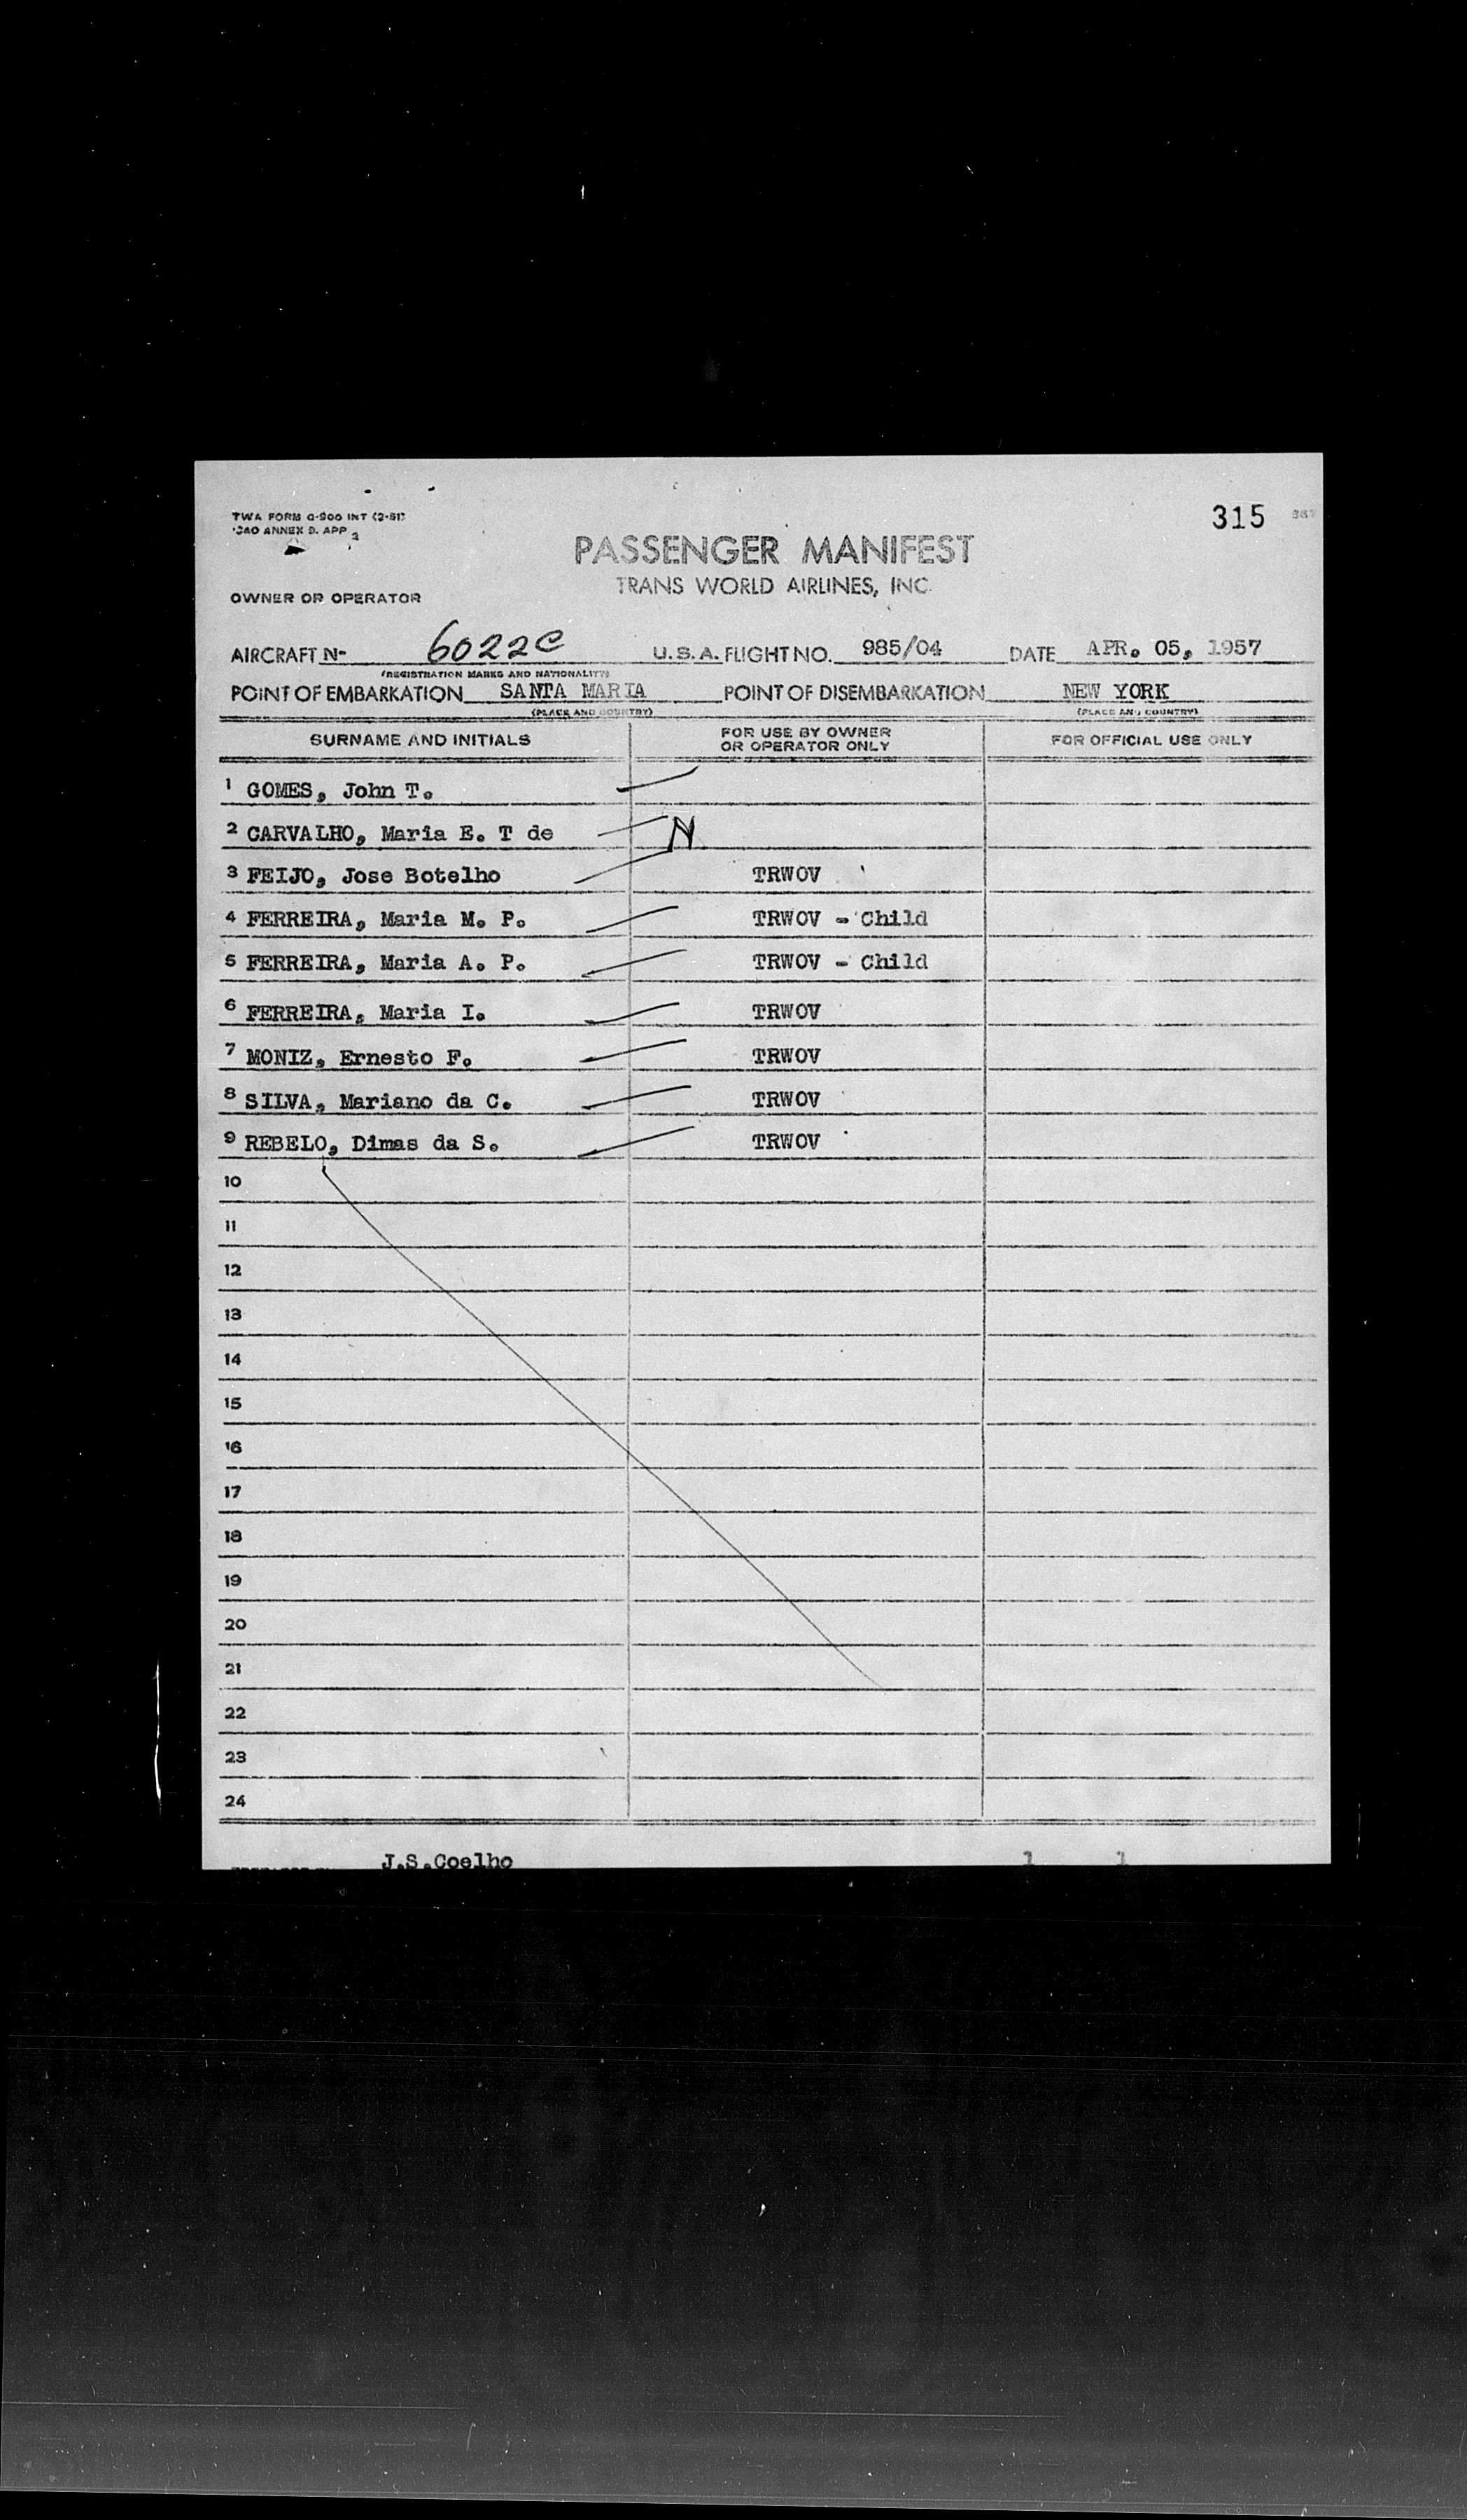 TWA FORM O-900 INT (2-51)
ICAO ANNEX 9. APP 2
315
PASSENGER MANIFEST
TRANS WORLD AIRLINES, INC.
OWNER OR OPERATOR
AIRCRAFT N- 6022C U.S.A. FLIGHT NO. 985/04 DATE APR. 05, 1957
(REGISTRATION MARKS AND NATIONALITY)
POINT OF EMBARKATION SANTA MARIA POINT OF DISEMBARKATION NEW YORK
(PLACE AND COUNTRY) (PLACE AND COUNTRY)
SURNAME AND INITIALS FOR USE BY OWNER OR OPERATOR ONLY FOR OFFICIAL USE ONLY
1 GOMES, John T.
2 CARVALHO, Maria E. T de N
3 FEIJO, Jose Botelho TRWOV
4 FERREIRA, Maria M. P. TRWOV - Child
5 FERREIRA, Maria A. P. TRWOV - Child
6 FERREIRA, Maria I. TRWOV
7 MONIZ, Ernesto F. TRWOV
8 SILVA, Mariano da C. TRWOV
9 REBELO, Dimas da S. TRWOV
10
11
12
13
14
15
16
17
18
19
20
21
22
23
24
J.S.Coelho 1 1